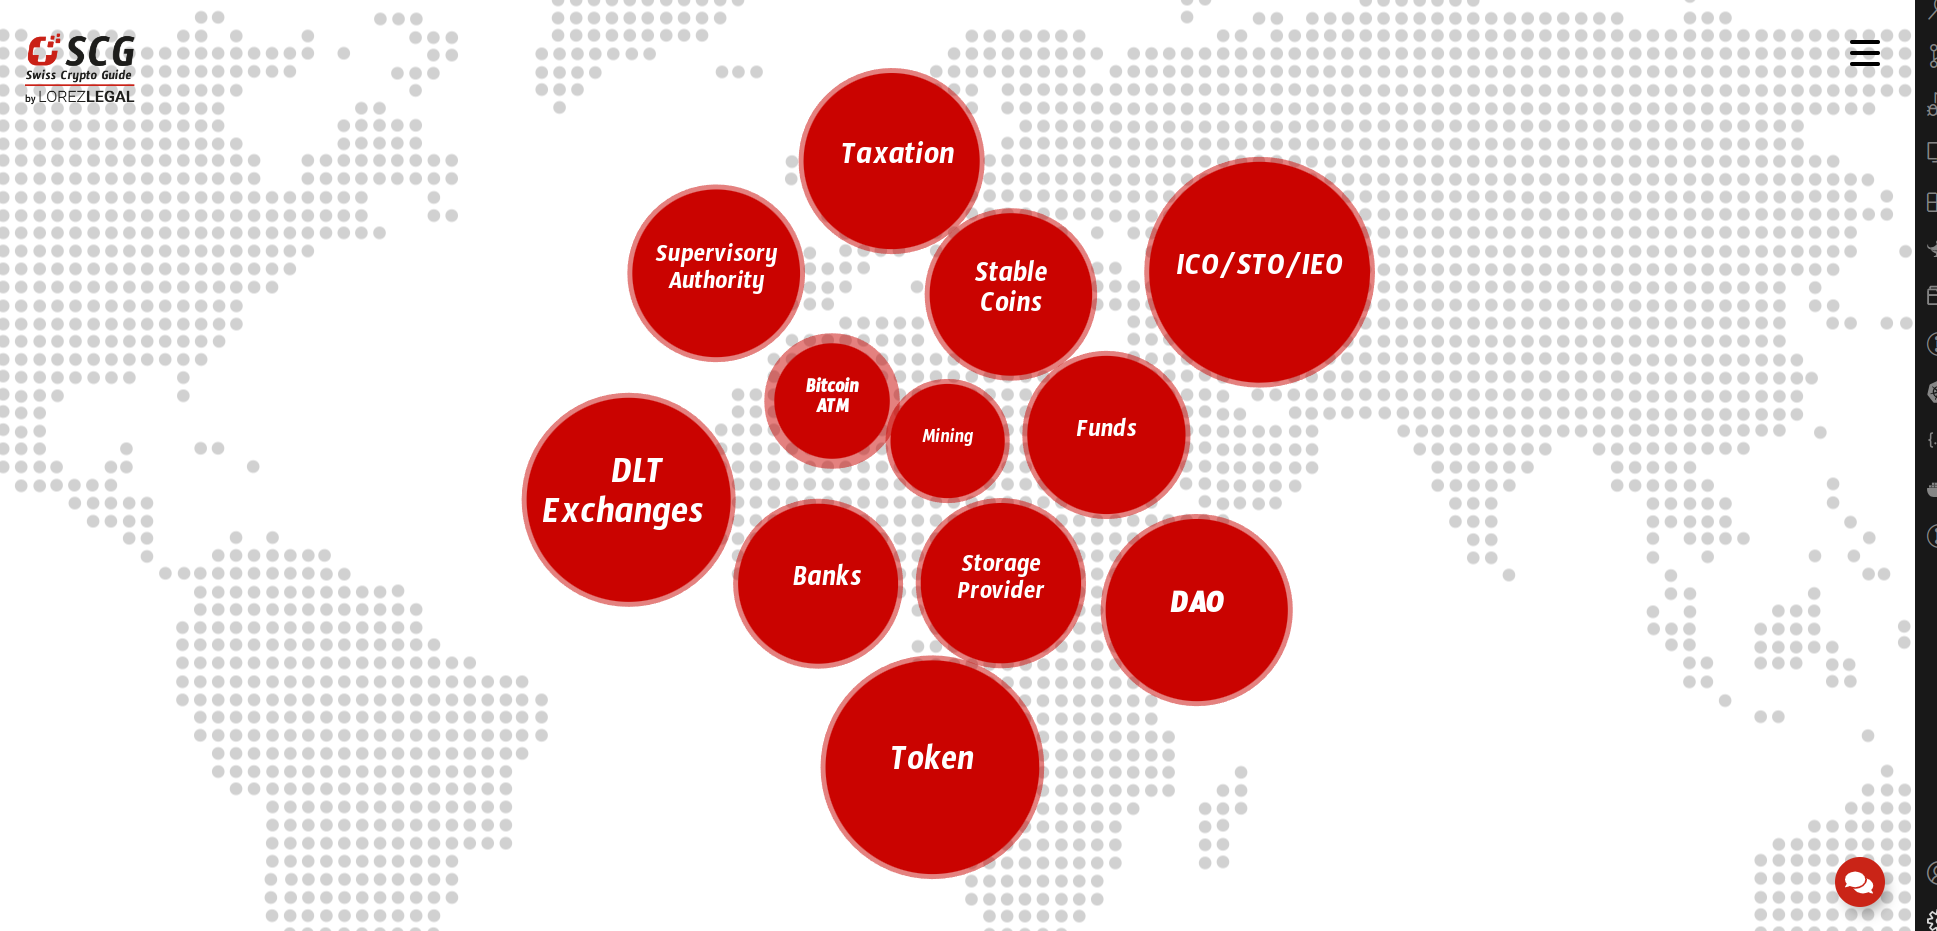 SCG
Swiss Crypto Guide
by LOREZLEGAL
Taxation
Supervisory
Authority
Stable
Coins
ICO/STO/IEO
Bitcoin
ATM
Mining
Funds
DLT
Exchanges
Banks
Storage
Provider
DAO
Token